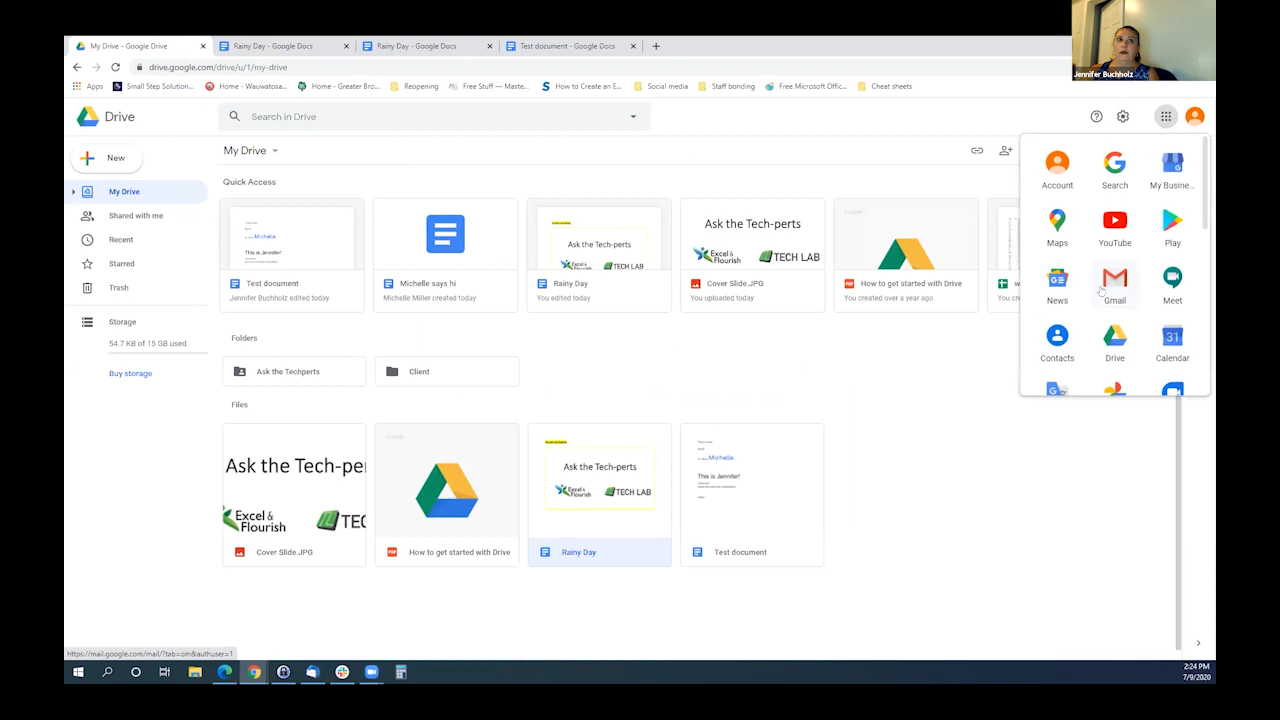 My Drive - Google Drive
Rainy Day - Google Docs
Rainy Day - Google Docs
Test document - Google Docs
Jennifer Buchholz
drive.google.com/drive/u/1/my-drive
Apps
Small Step Solution...
Home - Wauwatosa...
Home - Greater Bro...
Reopening
Free Stuff — Maste...
How to Create an E...
Social media
Staff bonding
Free Microsoft Offic...
Cheat sheets
Drive
Search in Drive
New
My Drive
Shared with me
Recent
Starred
Trash
Storage
54.7 KB of 15 GB used
Buy storage
My Drive
Quick Access
Michelle
This is Jennifer!
Test document
Jennifer Buchholz edited today
Michelle says hi
Michelle Miller created today
Ask the Tech-perts
Excel &
Flourish
TECH LAB
Rainy Day
You edited today
Ask the Tech-perts
Excel &
Flourish
TECH LAB
Cover Slide.JPG
You uploaded today
How to get started with Drive
You created over a year ago
w
You cre
Folders
Ask the Techperts
Client
Files
Ask the Tech-per
Excel &
Flourish
TEC
Cover Slide.JPG
How to get started with Drive
Ask the Tech-perts
Excel &
Flourish
TECH LAB
Rainy Day
Michelle
This is Jennifer!
Test document
Account
Search
My Busine...
Maps
YouTube
Play
News
Gmail
Meet
Contacts
Drive
31
Calendar
https://mail.google.com/mail/?tab=om&authuser=1
2:24 PM
7/9/2020